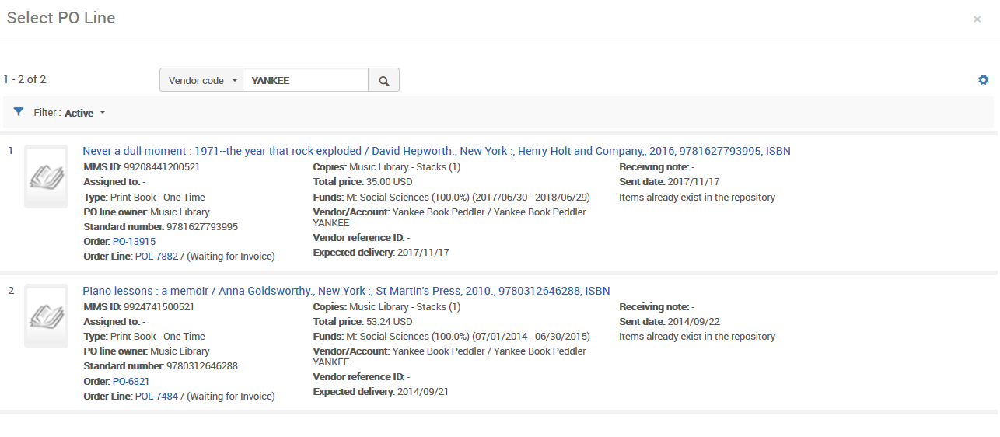 Select PO Line
×
1 - 2 of 2
Vendor code
YANKEE
Filter : Active
1
Never a dull moment : 1971--the year that rock exploded / David Hepworth., New York :, Henry Holt and Company,, 2016, 9781627793995, ISBN
MMS ID: 99208441200521
Assigned to: -
Type: Print Book - One Time
PO line owner: Music Library
Standard number: 9781627793995
Order: PO-13915
Order Line: POL-7882 / (Waiting for Invoice)
Copies: Music Library - Stacks (1)
Total price: 35.00 USD
Funds: M: Social Sciences (100.0%) (2017/06/30 - 2018/06/29)
Vendor/Account: Yankee Book Peddler / Yankee Book Peddler
YANKEE
Vendor reference ID: -
Expected delivery: 2017/11/17
Receiving note: -
Sent date: 2017/11/17
Items already exist in the repository
2
Piano lessons : a memoir / Anna Goldsworthy., New York :, St Martin's Press, 2010., 9780312646288, ISBN
MMS ID: 9924741500521
Assigned to: -
Type: Print Book - One Time
PO line owner: Music Library
Standard number: 9780312646288
Order: PO-6821
Order Line: POL-7484 / (Waiting for Invoice)
Copies: Music Library - Stacks (1)
Total price: 53.24 USD
Funds: M: Social Sciences (100.0%) (07/01/2014 - 06/30/2015)
Vendor/Account: Yankee Book Peddler / Yankee Book Peddler
YANKEE
Vendor reference ID: -
Expected delivery: 2014/09/21
Receiving note: -
Sent date: 2014/09/22
Items already exist in the repository